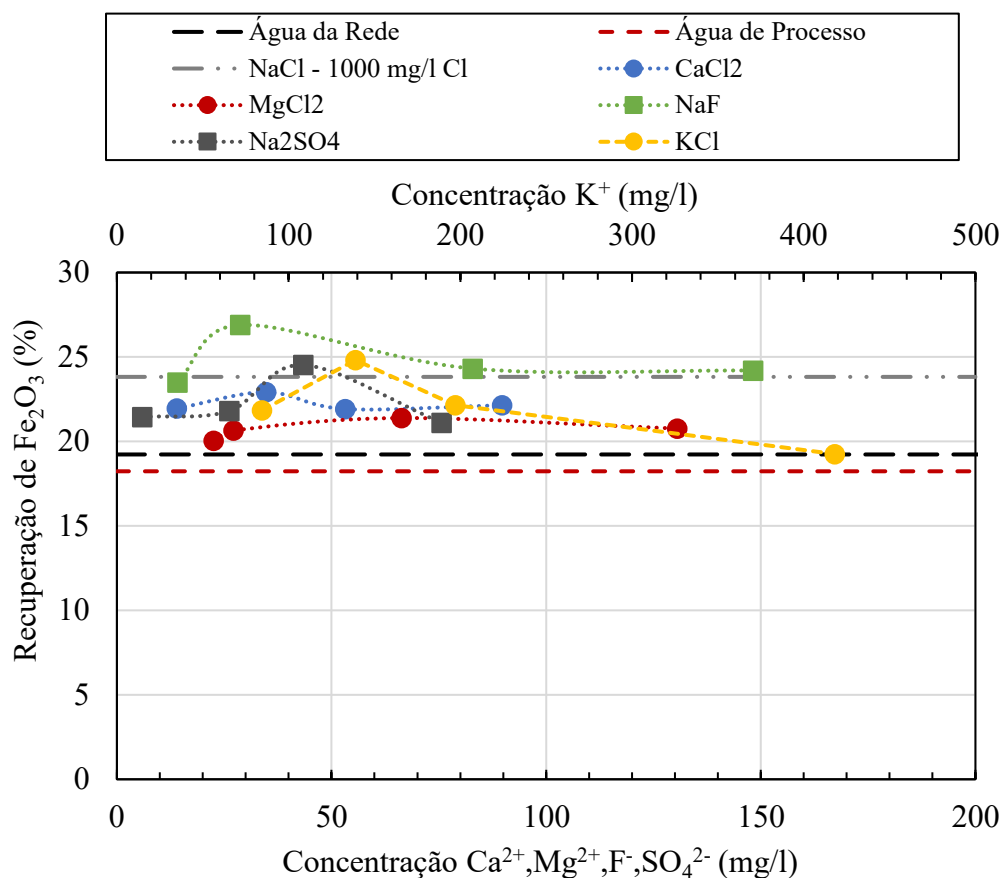 Água da Rede
Água de Processo
NaCl - 1000 mg/l Cl
CaCl2
MgCl2
NaF
Na2SO4
KCl
Concentração K⁺ (mg/l)
0 100 200 300 400 500
Recuperação de Fe₂O₃ (%)
30
25
20
15
10
5
0
0 50 100 150 200
Concentração Ca²⁺,Mg²⁺,F⁻,SO₄²⁻ (mg/l)